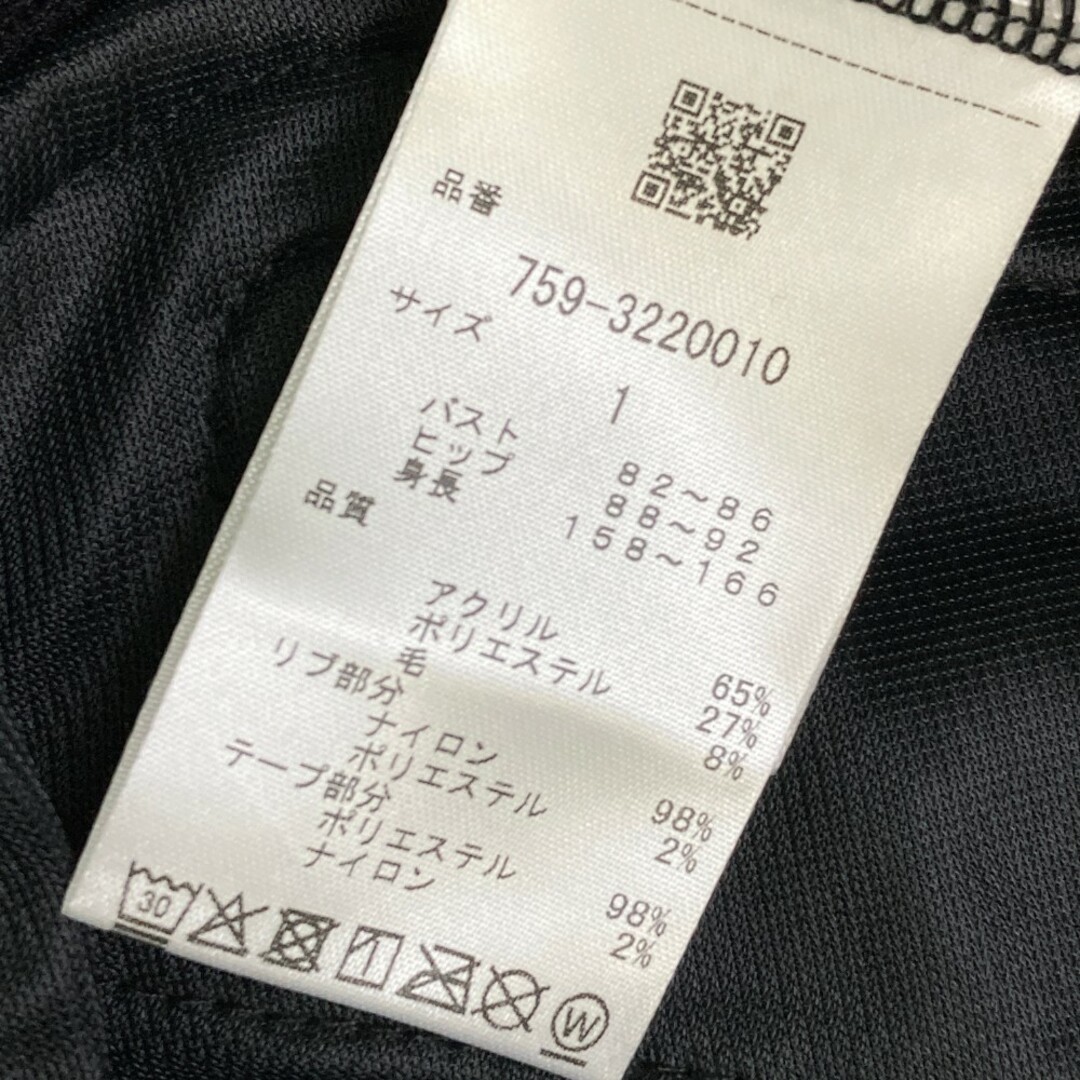 品番
759-3220010
サイズ
1
バスト 82～86
ヒップ 88～92
身長 158～166
品質
アクリル 65%
ポリエステル 27%
毛 8%
リブ部分
ナイロン 98%
ポリエステル 2%
テープ部分
ポリエステル 98%
ナイロン 2%
30
W